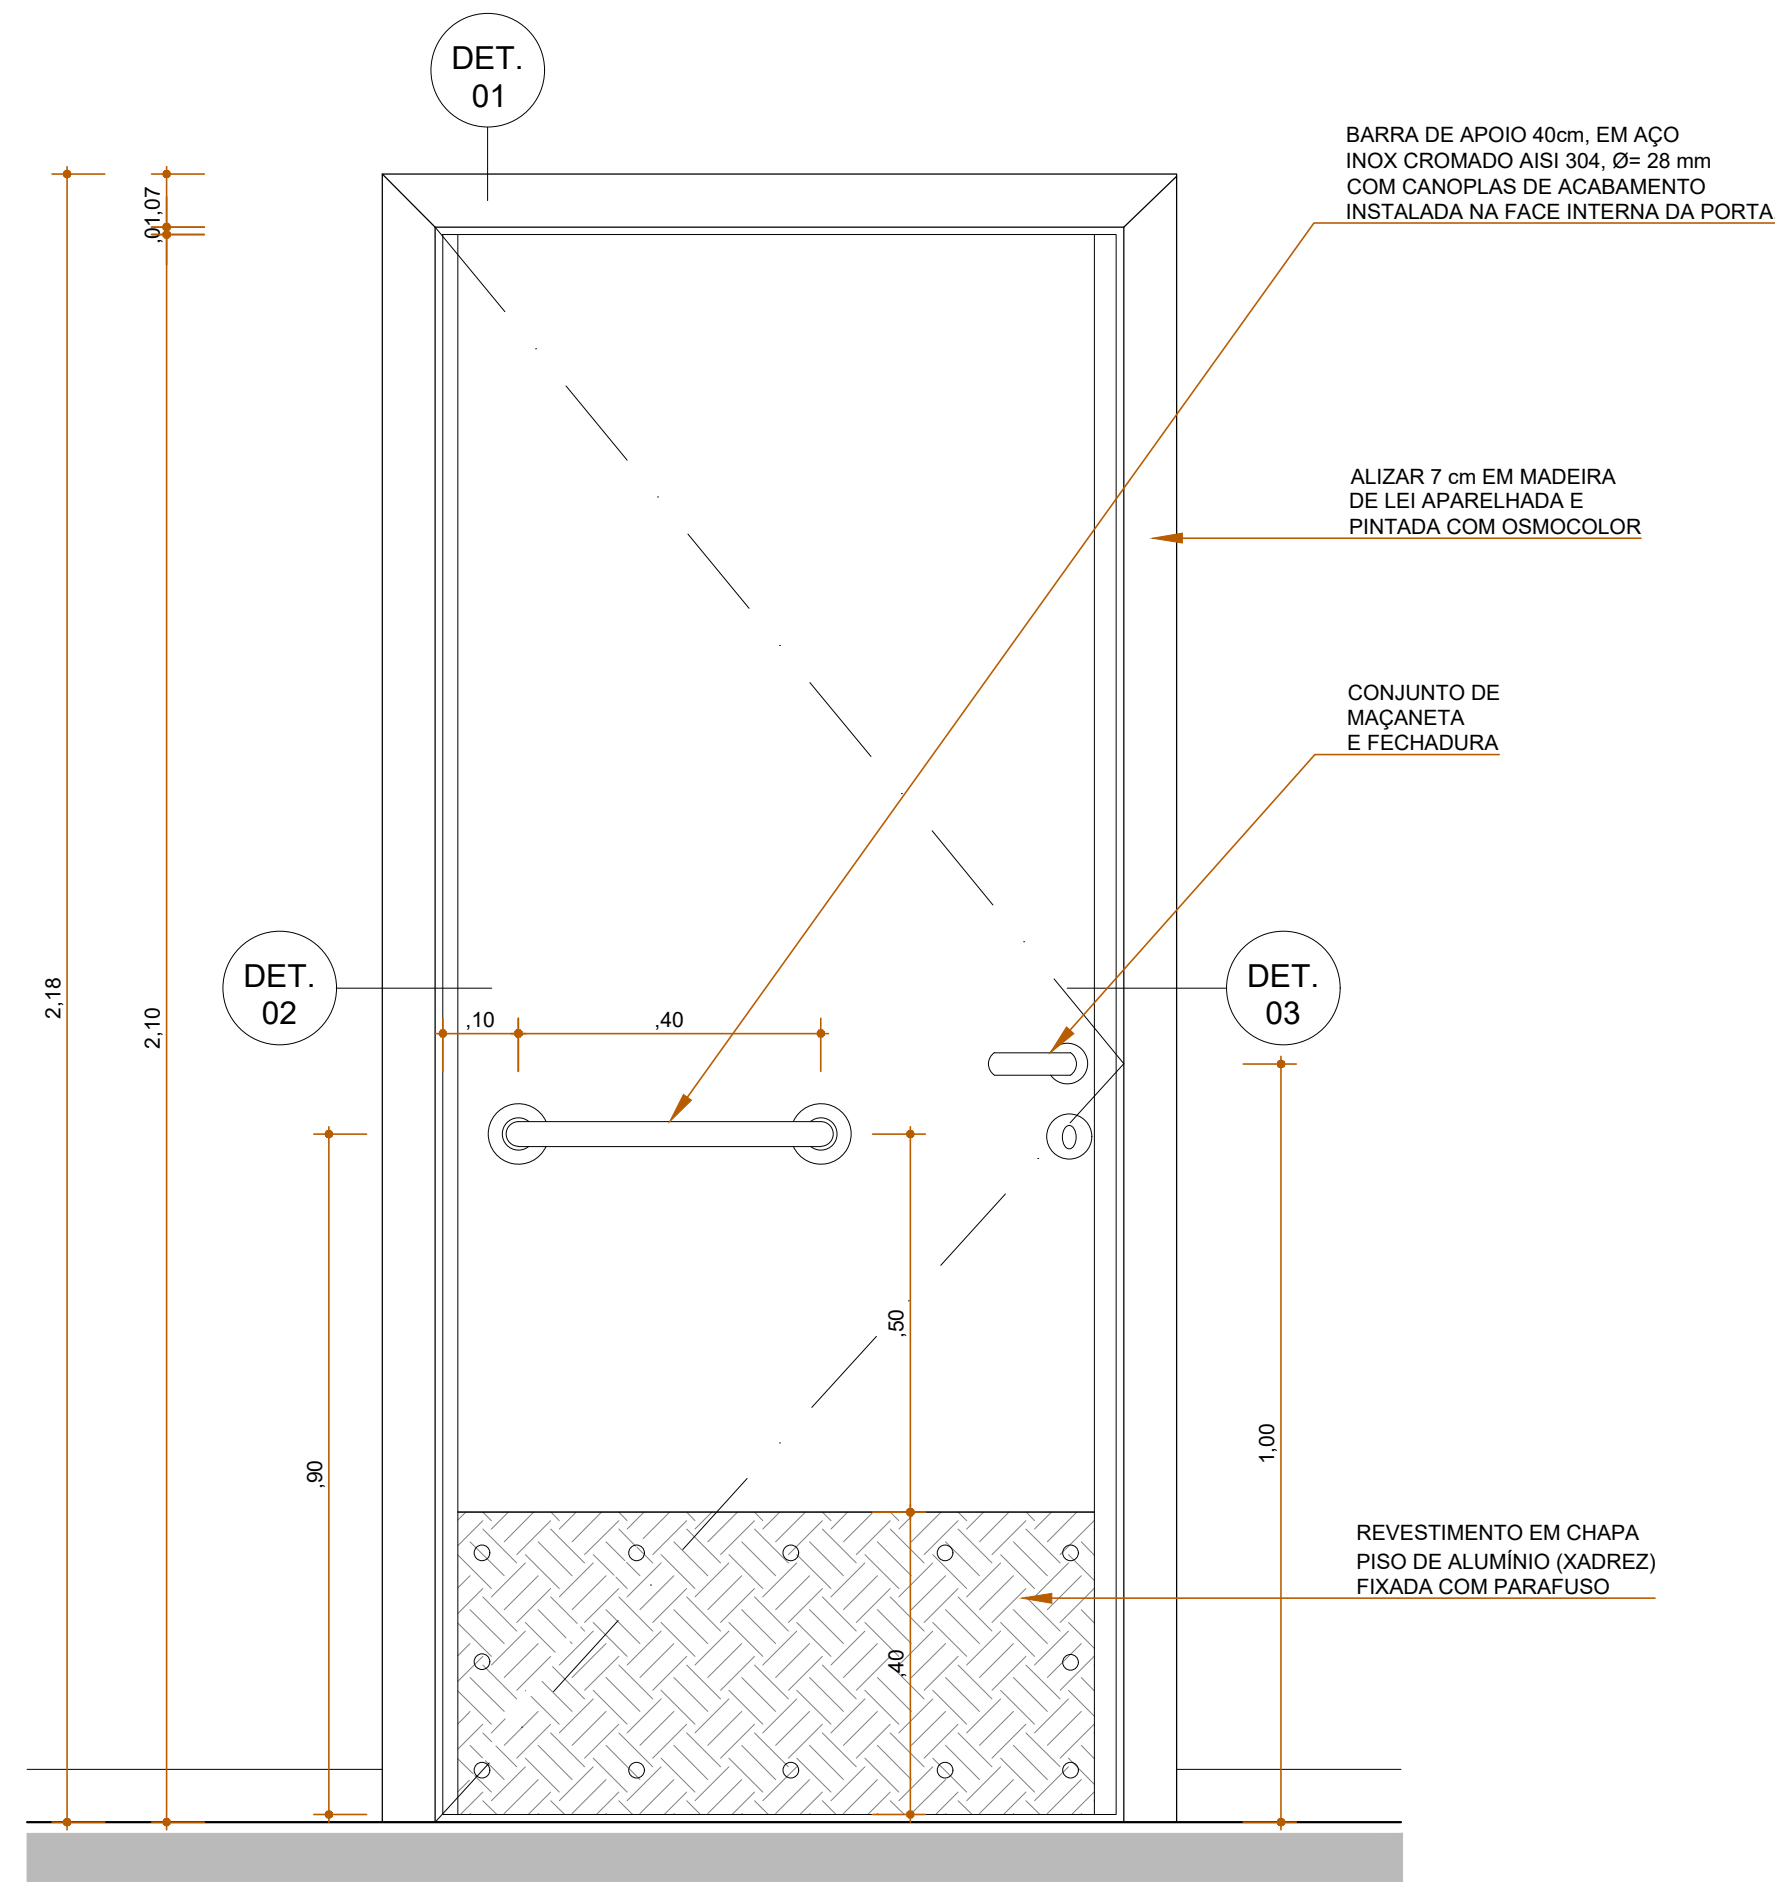 DET.
01
BARRA DE APOIO 40cm, EM AÇO
INOX CROMADO AISI 304, Ø= 28 mm
COM CANOPLAS DE ACABAMENTO
INSTALADA NA FACE INTERNA DA PORTA
,07
,01
ALIZAR 7 cm EM MADEIRA
DE LEI APARELHADA E
PINTADA COM OSMOCOLOR
CONJUNTO DE
MAÇANETA
E FECHADURA
DET.
02
DET.
03
2,18
2,10
,10
,40
,50
,90
1,00
REVESTIMENTO EM CHAPA
PISO DE ALUMÍNIO (XADREZ)
FIXADA COM PARAFUSO
,40